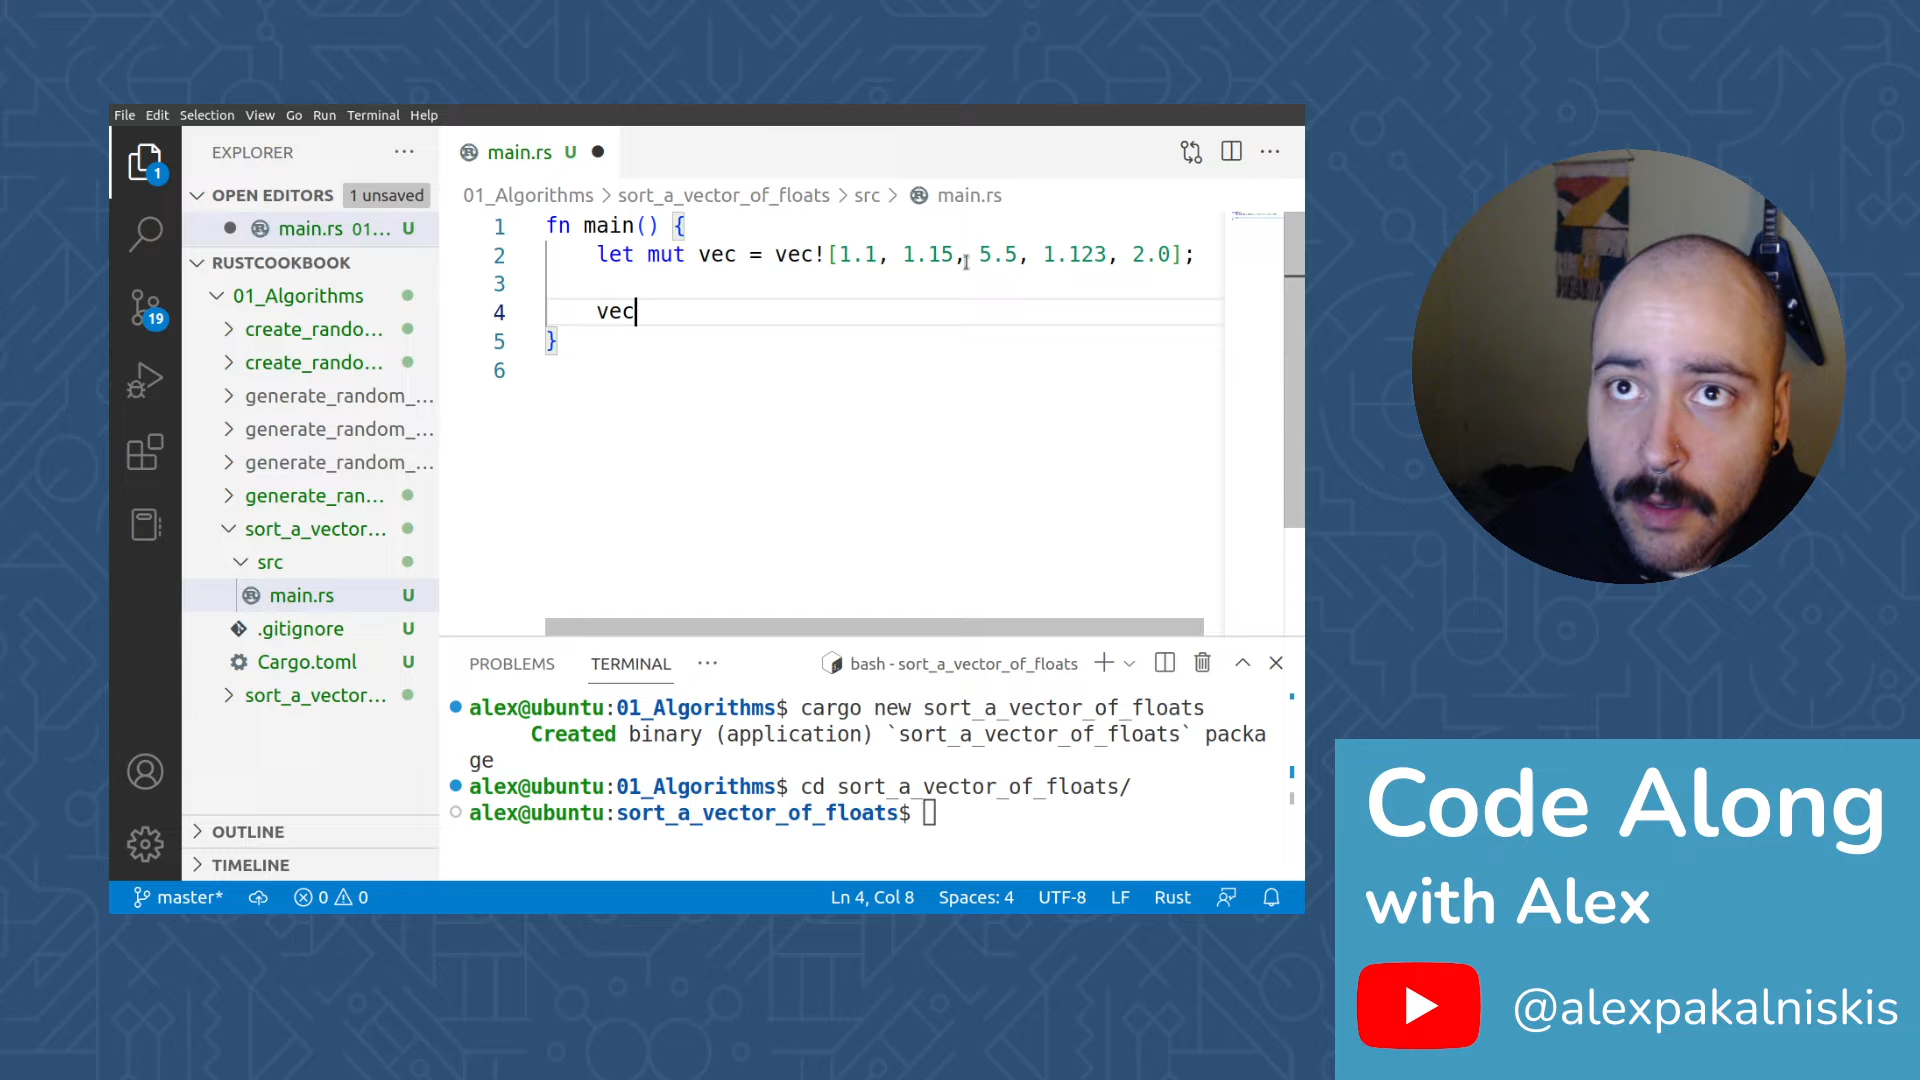 File Edit Selection View Go Run Terminal Help
EXPLORER
OPEN EDITORS 1 unsaved
main.rs 01... U
RUSTCOOKBOOK
01_Algorithms
create_rando...
create_rando...
generate_random_...
generate_random_...
generate_random_...
generate_ran...
sort_a_vector...
src
main.rs U
.gitignore U
Cargo.toml U
sort_a_vector...
OUTLINE
TIMELINE
1
19
main.rs U
01_Algorithms > sort_a_vector_of_floats > src > main.rs
1 fn main() {
2 let mut vec = vec![1.1, 1.15, 5.5, 1.123, 2.0];
3
4 vec
5 }
6
PROBLEMS TERMINAL bash - sort_a_vector_of_floats
alex@ubuntu:01_Algorithms$ cargo new sort_a_vector_of_floats
Created binary (application) `sort_a_vector_of_floats` packa
ge
alex@ubuntu:01_Algorithms$ cd sort_a_vector_of_floats/
alex@ubuntu:sort_a_vector_of_floats$
master* 0 0 Ln 4, Col 8 Spaces: 4 UTF-8 LF Rust
Code Along
with Alex
@alexpakalniskis